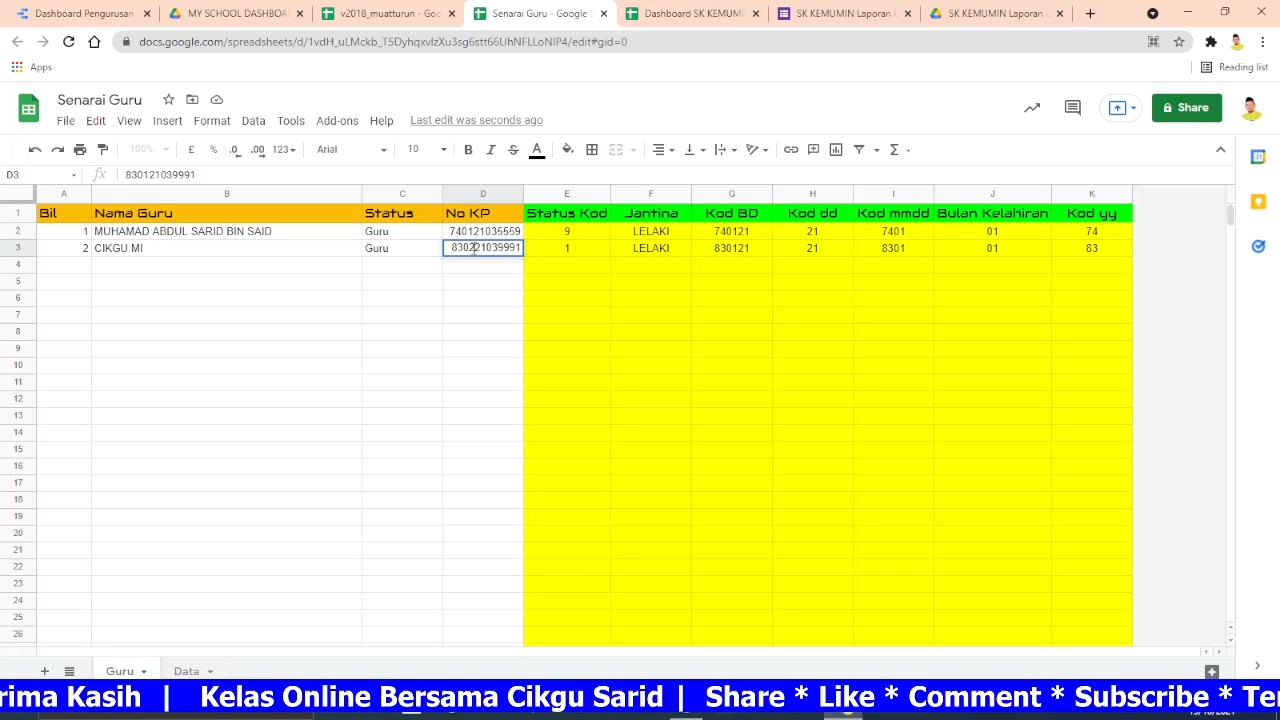 Dashboard Pengurusan
MY SCHOOL DASHBOA
v2018_muatturun - Goo
Senarai Guru - Google S
Dashboard SK KEMUMIN
SK KEMUMIN Laporan U
SK KEMUMIN Laporan U
docs.google.com/spreadsheets/d/1vdH_uLMckb_T5DyhqxvIzXu3sg6stt66UhNFLLoNIP4/edit#gid=0
Apps
Reading list
Senarai Guru
File Edit View Insert Format Data Tools Add-ons Help Last edit was seconds ago
Share
100% £ % .0 .00 123 Arial 10 B I S A
D3 fx 830121039991
A B C D E F G H I J K
1 Bil Nama Guru Status No KP Status Kod Jantina Kod BD Kod dd Kod mmdd Bulan Kelahiran Kod yy
2 1 MUHAMAD ABDUL SARID BIN SAID Guru 740121035559 9 LELAKI 740121 21 7401 01 74
3 2 CIKGU MI Guru 830221039991 1 LELAKI 830121 21 8301 01 83
4
5
6
7
8
9
10
11
12
13
14
15
16
17
18
19
20
21
22
23
24
25
26
Guru Data
rima Kasih | Kelas Online Bersama Cikgu Sarid | Share * Like * Comment * Subscribe * Te